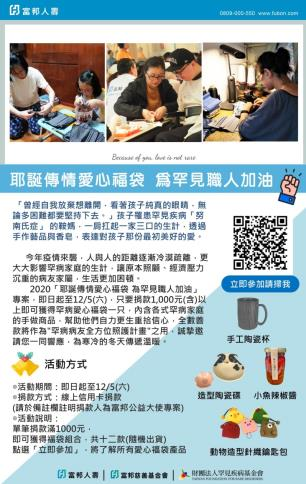 富邦人壽
0809-000-550 www.fubon.com
Because of you, love is not rare
耶誕傳情愛心福袋 為罕見職人加油
「曾經自我放棄想離開,看著孩子純真的眼睛,無
論多困難都要堅持下去。」孩子罹患罕見疾病「努
南氏症」的鞍媽,一肩扛起一家三口的生計,透過
手作藝品與香皂,表達對孩子那份最初美好的愛。
今年疫情來襲,人與人的距離逐漸冷漠疏離,更
大大影響罕病家庭的生計,讓原本照顧、經濟壓力
沉重的病友家屬,生活更加困頓。
2020「耶誕傳情愛心福袋 為罕見職人加油」
專案,即日起至12/5(六),只要捐款1,000元(含)以
上即可獲得罕見福袋一只,內含各式罕病家庭
的手做商品,幫助他們自力更生重拾信心,全數善
款將作為"罕病病友全方位照護計畫"之用,誠摯邀
請您一同響應,為寒冷的冬天傳遞溫暖。
立即參加請掃我
手工陶瓷杯
造型陶瓷碟
小魚辣椒醬
動物造型針織鑰匙包
活動方式
活動期間:即日起至12/5(六)
捐款方式:線上信用卡捐款
(請於備註欄註明捐款人為富邦公益大使專案)
活動說明:
單筆捐款滿1000元,
即可獲得福袋組合,共十二款(隨機出貨)
點選「立即參加」,將了解所有愛心福袋產品
富邦人壽
富邦慈善基金會
財團法人罕見疾病基金會
TAIWAN FOUNDATION FOR RARE DISORDERS